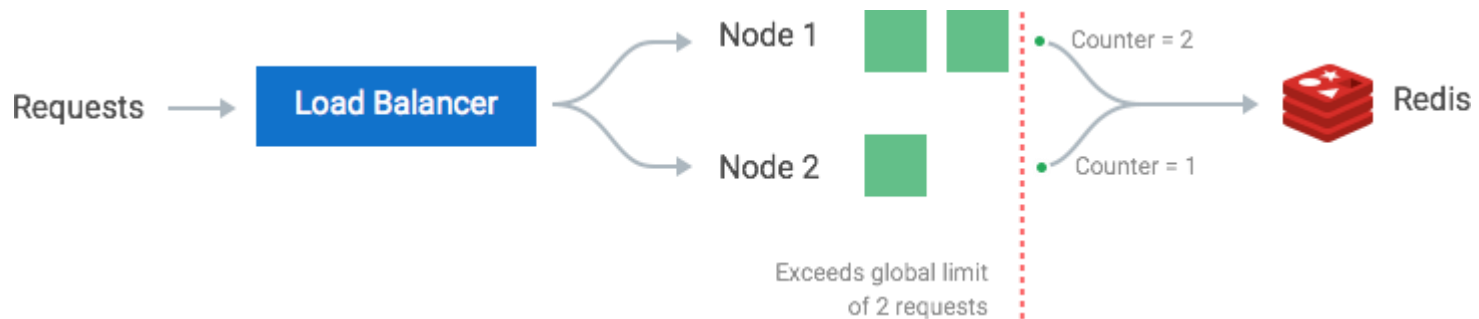 Node 1
Counter = 2
Requests
Load Balancer
Redis
Node 2
Counter = 1
Exceeds global limit
of 2 requests